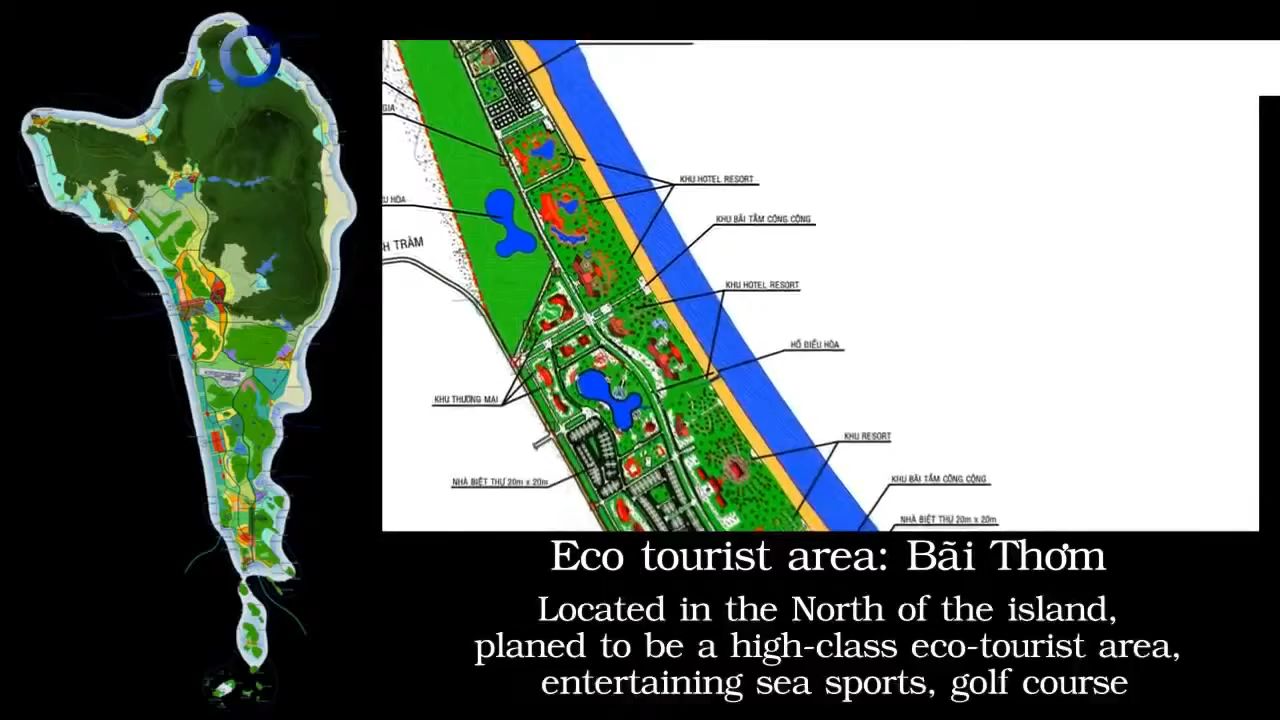 GIA
KHU HOTEL RESORT
U HÒA
KHU BÃI TẮM CÔNG CỘNG
H TRÀM
KHU HOTEL RESORT
HỒ ĐIỀU HÒA
KHU THƯƠNG MẠI
KHU RESORT
NHÀ BIỆT THỰ 20m x 20m
KHU BÃI TẮM CÔNG CỘNG
NHÀ BIỆT THỰ 20m x 20m
Eco tourist area: Bãi Thơm
Located in the North of the island,
planed to be a high-class eco-tourist area,
entertaining sea sports, golf course